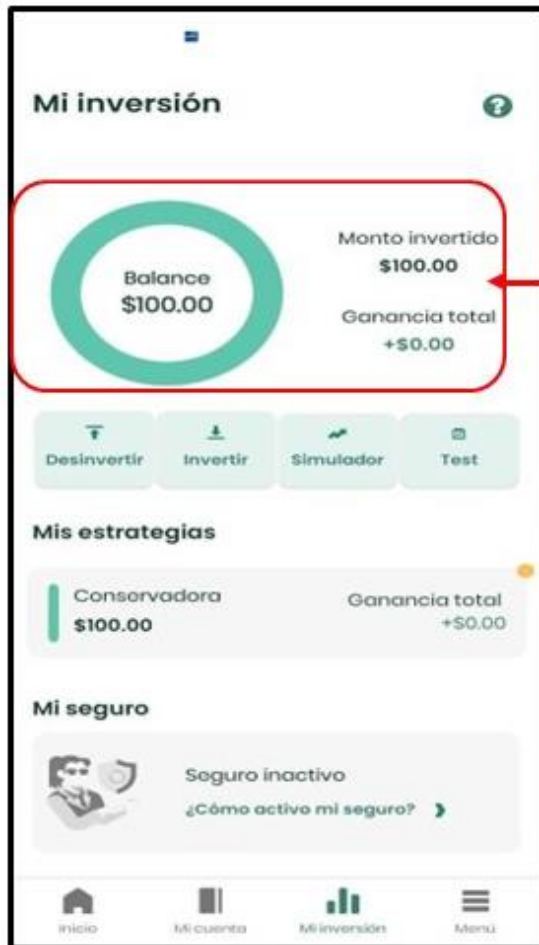 Mi inversión
?
Balance
$100.00
Monto invertido
$100.00
Ganancia total
+$0.00
Desinvertir
Invertir
Simulador
Test
Mis estrategias
Conservadora
$100.00
Ganancia total
+$0.00
Mi seguro
Seguro inactivo
¿Cómo activo mi seguro?
Inicio
Mi cuenta
Mi inversión
Menú